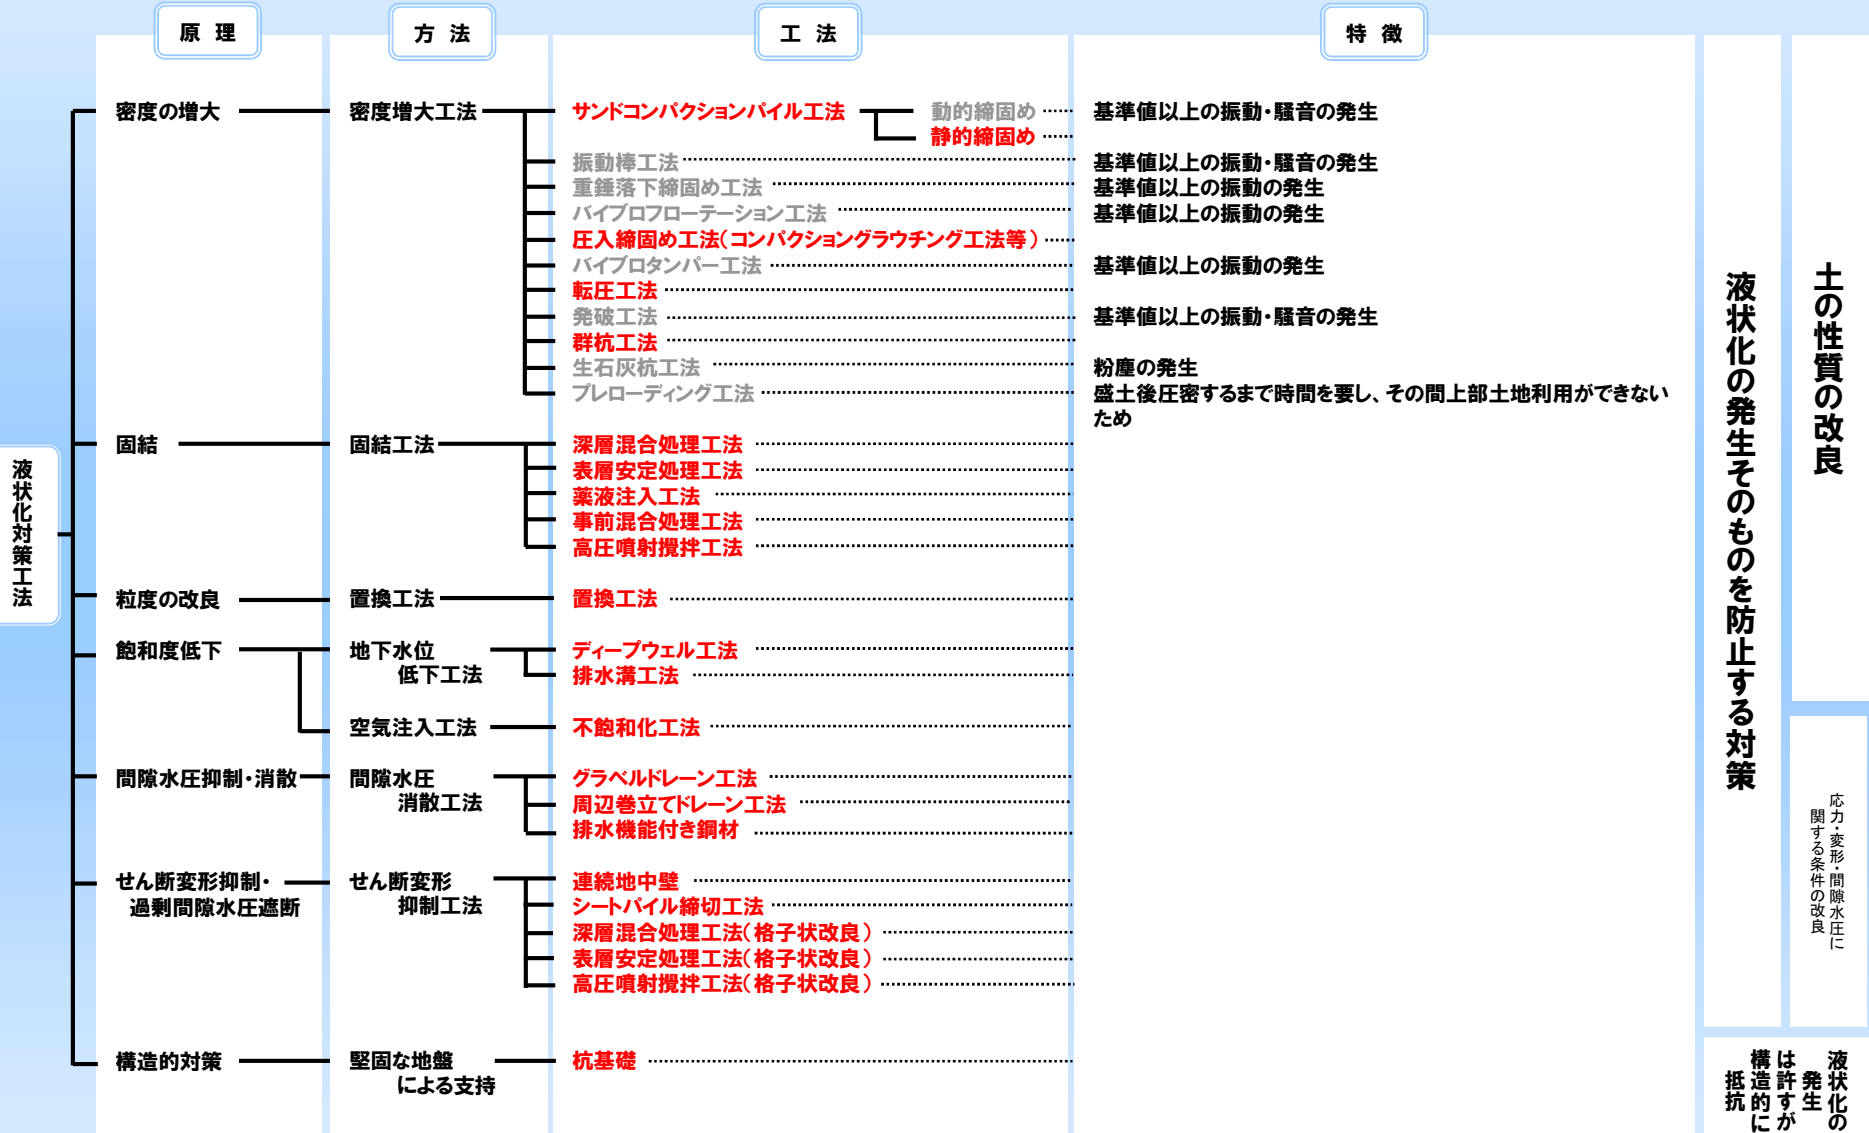 原理
方法
工法
特徴
液状化対策工法
密度の増大
密度増大工法
サンドコンパクションパイル工法
動的締固め
基準値以上の振動・騒音の発生
静的締固め
振動棒工法
基準値以上の振動・騒音の発生
重錘落下締固め工法
基準値以上の振動の発生
バイブロフローテーション工法
基準値以上の振動の発生
圧入締固め工法(コンパクショングラウチング工法等)
バイブロタンパー工法
基準値以上の振動の発生
転圧工法
発破工法
基準値以上の振動・騒音の発生
群杭工法
生石灰杭工法
粉塵の発生
プレローディング工法
盛土後圧密するまで時間を要し、その間上部土地利用ができない
ため
固結
固結工法
深層混合処理工法
表層安定処理工法
薬液注入工法
事前混合処理工法
高圧噴射攪拌工法
粒度の改良
置換工法
置換工法
飽和度低下
地下水位
低下工法
ディープウェル工法
排水溝工法
空気注入工法
不飽和化工法
間隙水圧抑制・消散
間隙水圧
消散工法
グラベルドレーン工法
周辺巻立てドレーン工法
排水機能付き鋼材
せん断変形抑制・
過剰間隙水圧遮断
せん断変形
抑制工法
連続地中壁
シートパイル締切工法
深層混合処理工法(格子状改良)
表層安定処理工法(格子状改良)
高圧噴射攪拌工法(格子状改良)
構造的対策
堅固な地盤
による支持
杭基礎
液状化の発生そのものを防止する対策
土の性質の改良
応力・変形・間隙水圧に
関する条件の改良
液状化の
発生
は許すが
構造的に
抵抗